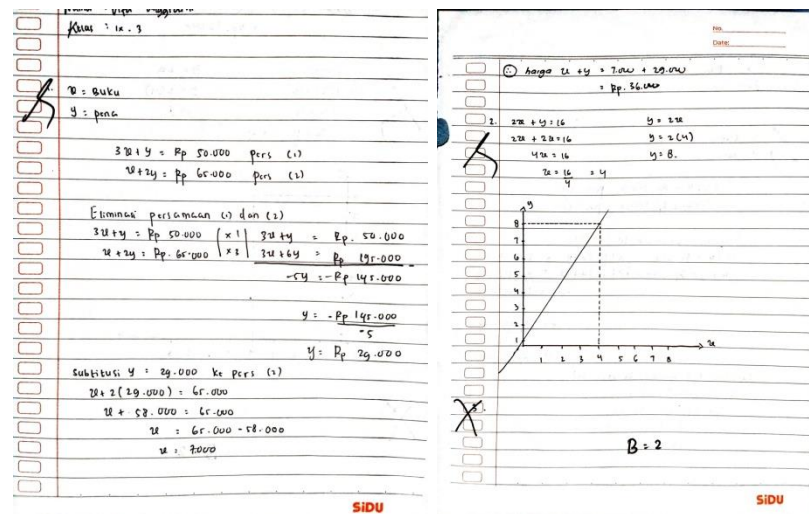 Kelas : IX . 3
x = Buku
y = pena
3x + y = Rp 50.000 pers (1)
x + 2y = Rp 65.000 pers (2)
Eliminasi persamaan (1) dan (2)
3x + y = Rp 50.000 | x 1 | 3x + y = Rp. 50.000
x + 2y = Rp. 65.000 | x 3 | 3x + 6y = Rp 195.000
-5y = -Rp 145.000
y = -Rp 145.000
-5
y = Rp 29.000
Substitusi y = 29.000 ke pers (2)
x + 2 (29.000) = 65.000
x + 58.000 = 65.000
x = 65.000 - 58.000
x = 7.000
SiDU
No.
Date:
∴ harga x + y = 7.000 + 29.000
= Rp. 36.000
2. 2x + y = 16 y = 2x
2x + 2x = 16 y = 2(4)
4x = 16 y = 8.
x = 16/4 = 4
y
8
7
6
5
4
3
2
1
x
1 2 3 4 5 6 7 8
3.
B = 2
SiDU